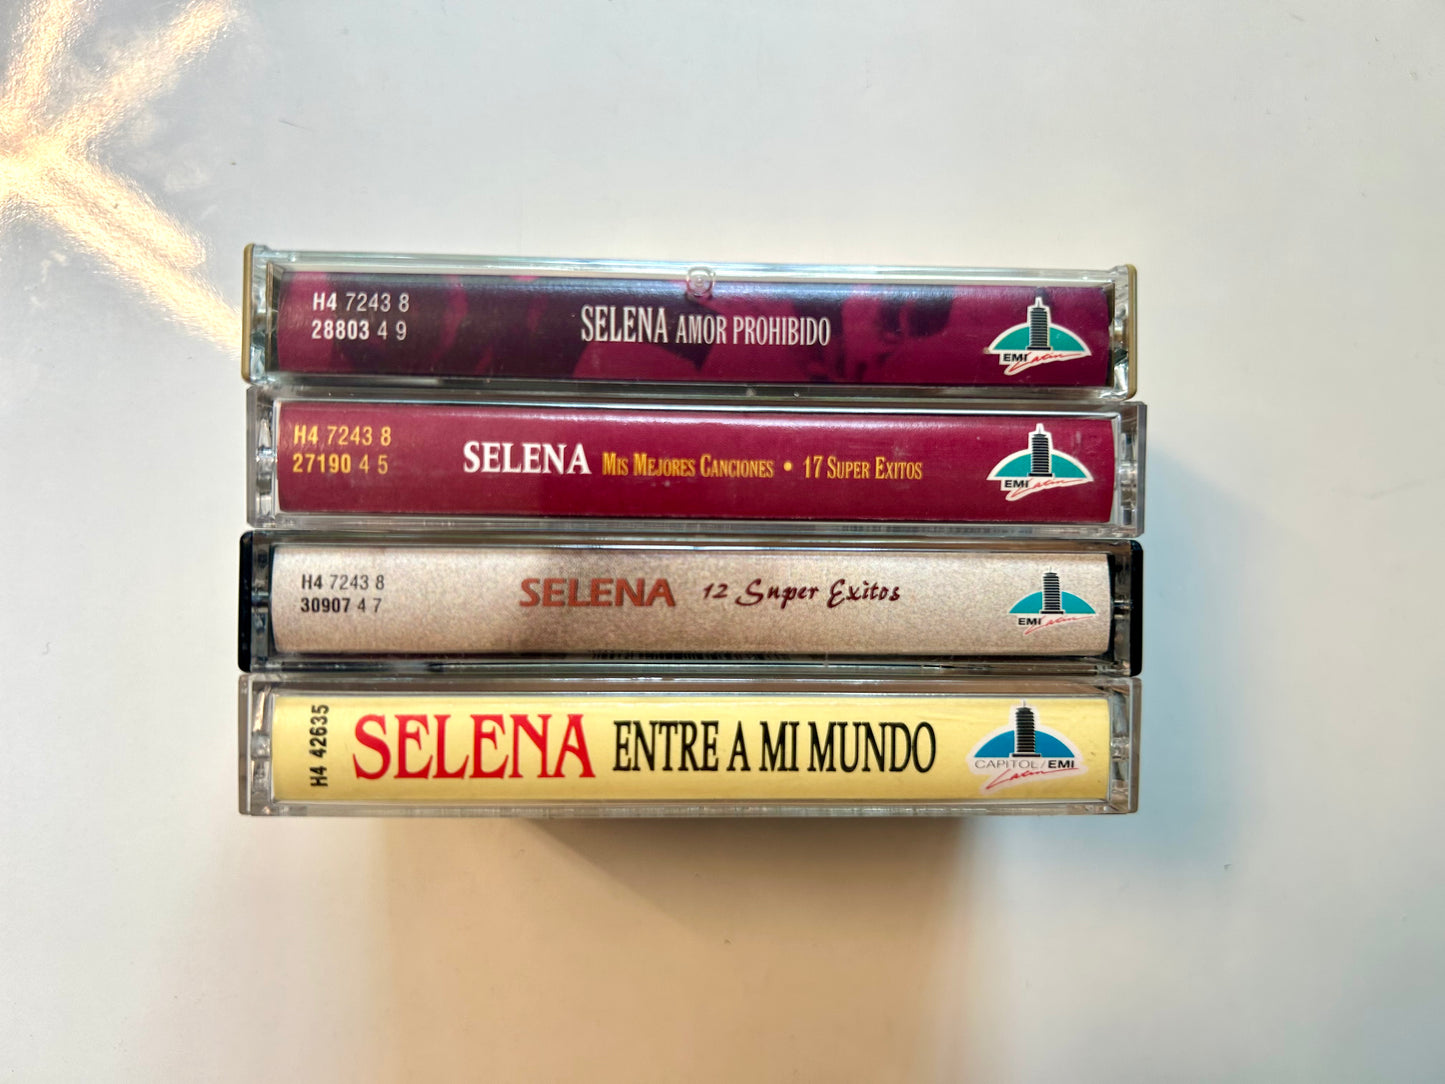 H4 7243 8
28803 4 9
SELENA AMOR PROHIBIDO
EMI
Latin
H4 7243 8
27190 4 5
SELENA MIS MEJORES CANCIONES • 17 SUPER EXITOS
EMI
Latin
H4 7243 8
30907 4 7
SELENA 12 Super Exitos
EMI
Latin
H4 42635
SELENA ENTRE A MI MUNDO
CAPITOL/EMI
Latin